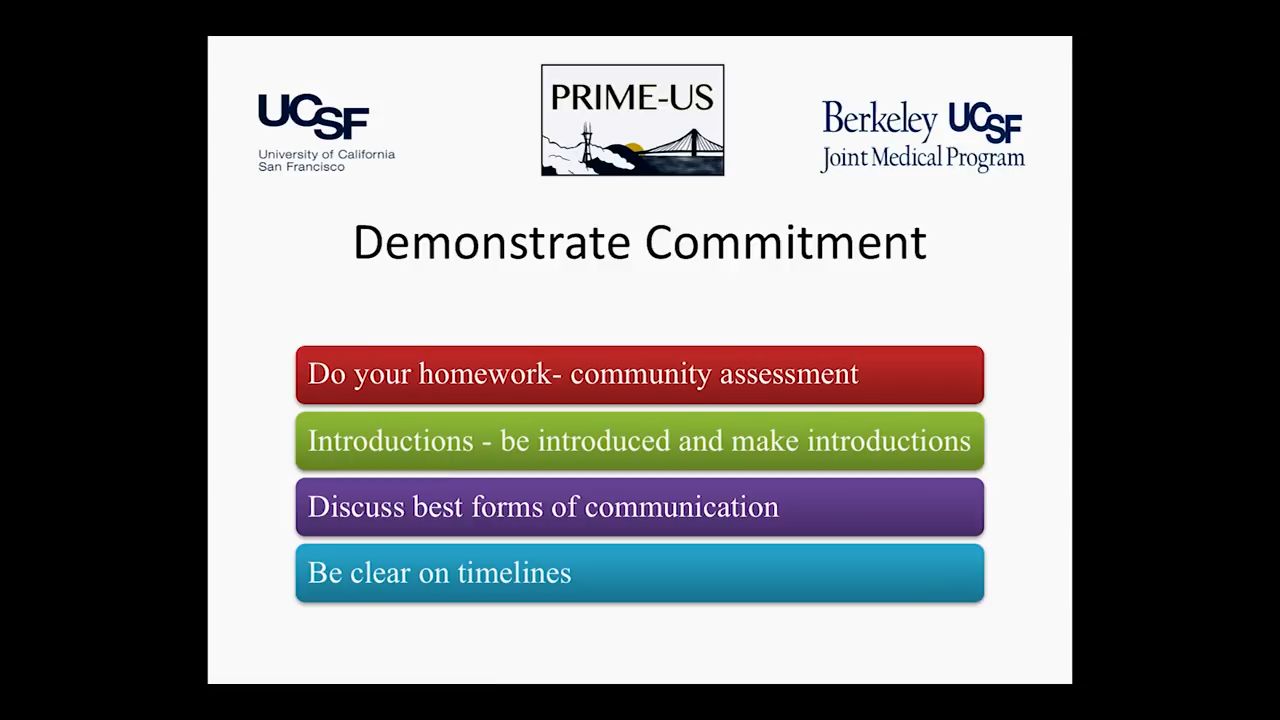 UCSF
University of California
San Francisco
PRIME-US
Berkeley UCSF
Joint Medical Program
Demonstrate Commitment
Do your homework- community assessment
Introductions - be introduced and make introductions
Discuss best forms of communication
Be clear on timelines